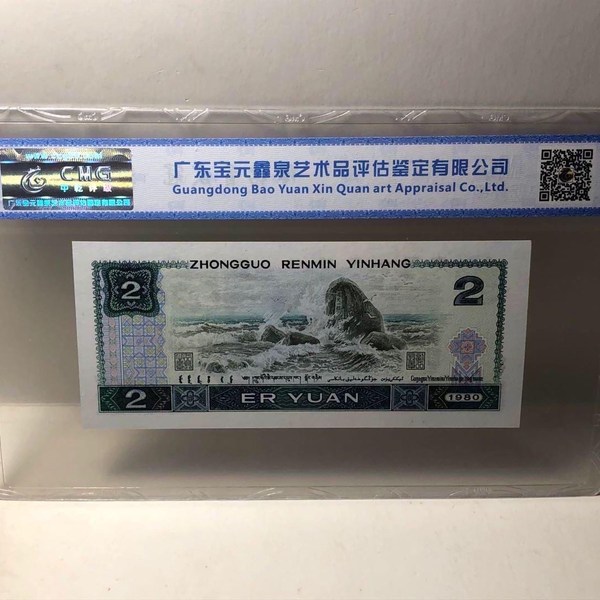 CMG
广东宝元鑫泉艺术品评估鉴定有限公司
Guangdong Bao Yuan Xin Quan art Appraisal Co.,Ltd.
ZHONGGUO RENMIN YINHANG
2
2
2
ER YUAN
1980